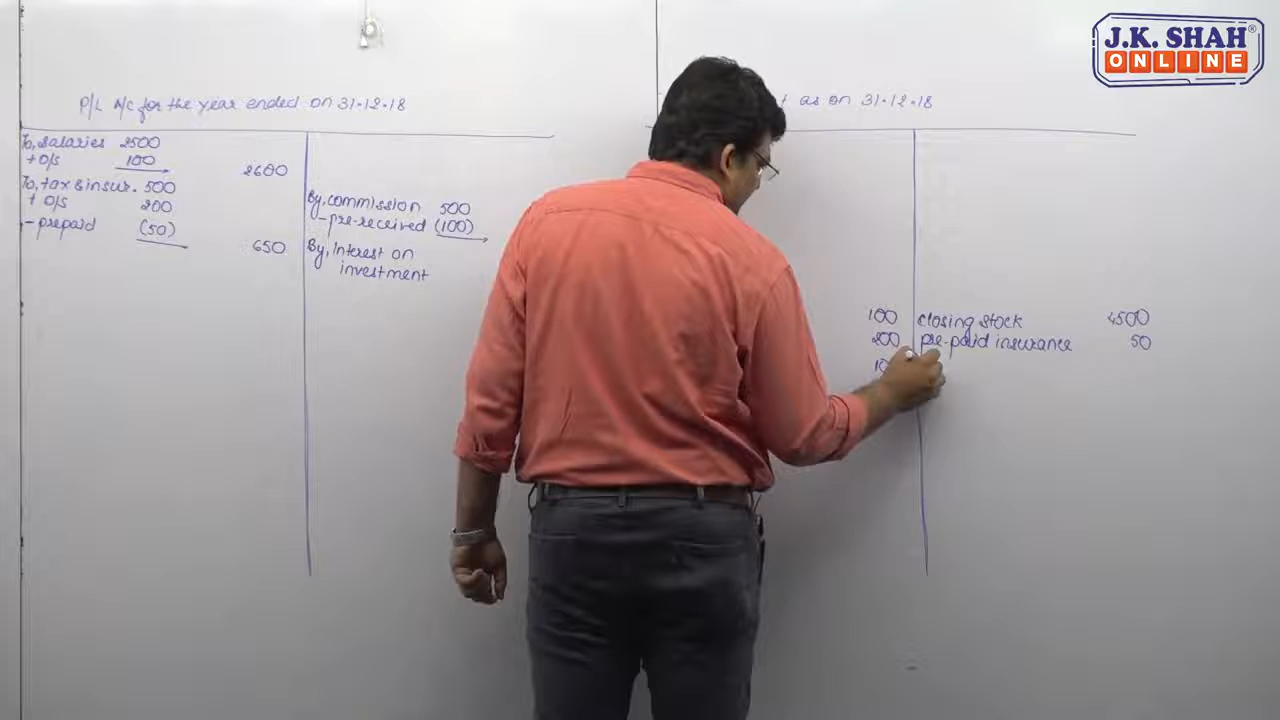 J.K. SHAH®
ONLINE
P/L A/C for the year ended on 31.12.18
as on 31.12.18
To, salaries 2500
+ O/S 100 2600
To, tax & insur. 500
+ O/S 200
- prepaid (50) 650
By, commission 500
- pre-received (100)
By, interest on
investment
100 closing stock 4500
200 pre-paid insurance 50